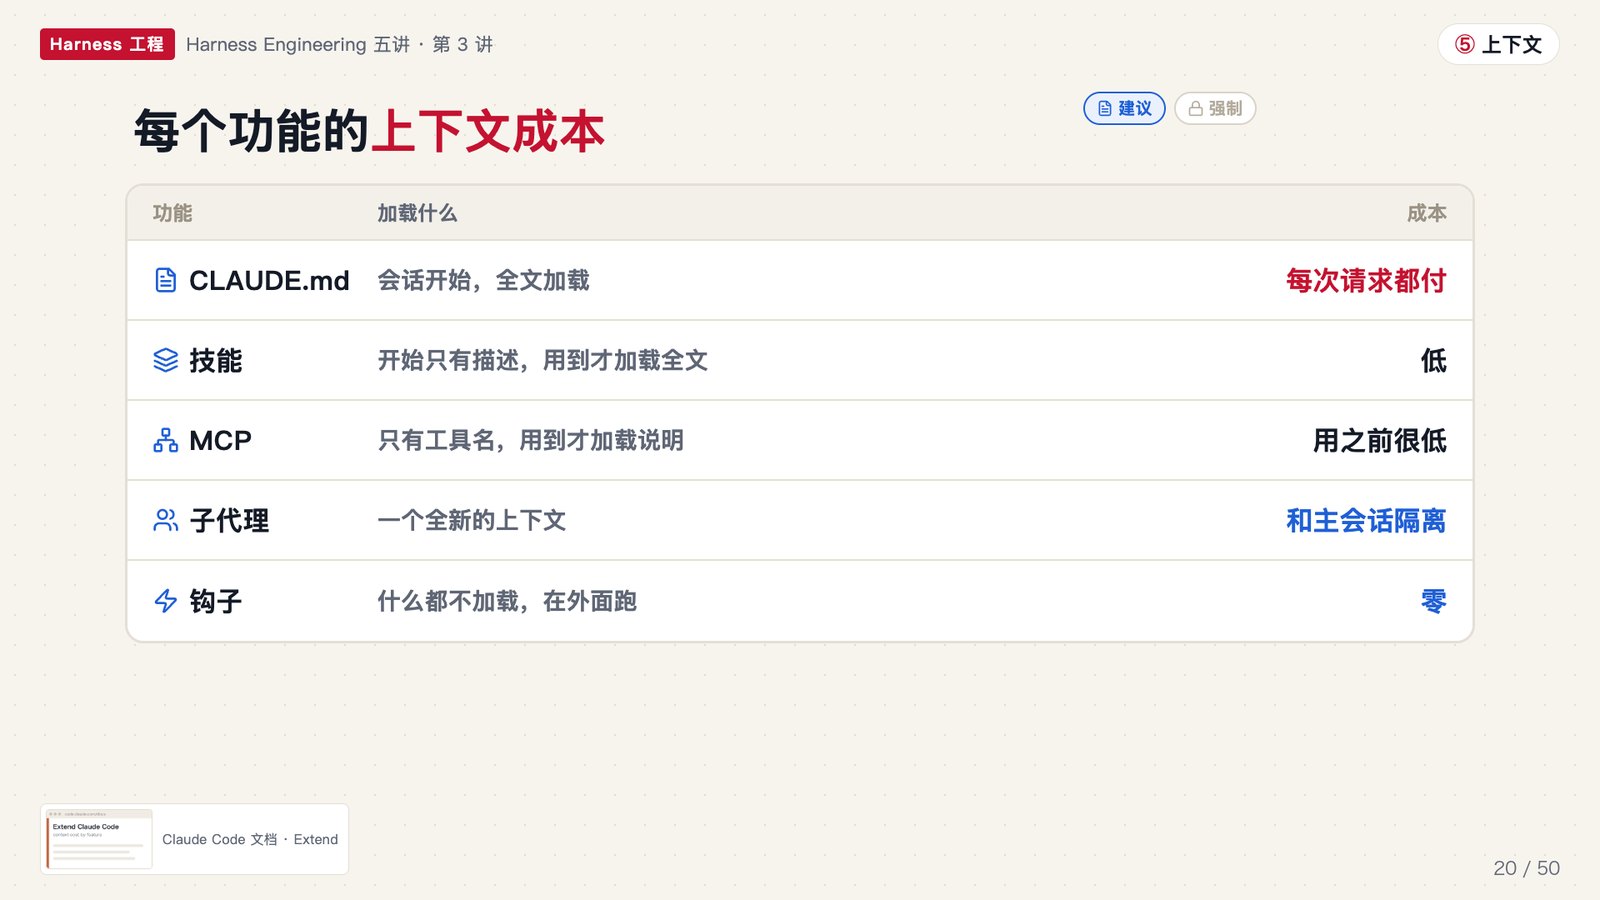 Harness 工程 Harness Engineering 五讲 · 第 3 讲
⑤ 上下文
每个功能的上下文成本
建议 强制
功能 加载什么 成本
CLAUDE.md 会话开始，全文加载 每次请求都付
技能 开始只有描述，用到才加载全文 低
MCP 只有工具名，用到才加载说明 用之前很低
子代理 一个全新的上下文 和主会话隔离
钩子 什么都不加载，在外面跑 零
Extend Claude Code
Claude Code 文档 · Extend
20 / 50